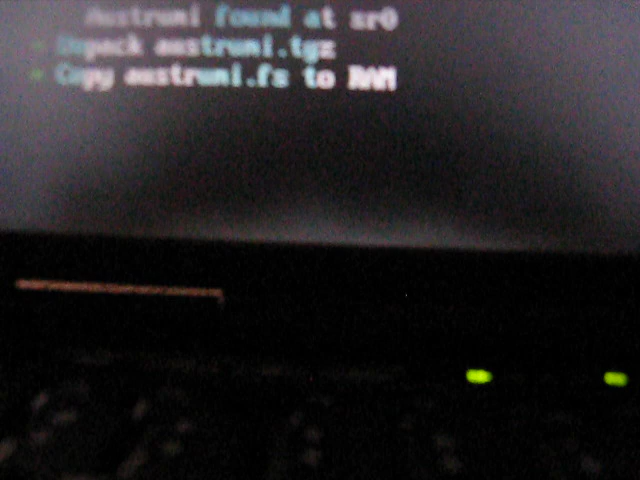 Austrumi found at sr0
* Unpack austrumi.tgz
* Copy austrumi.fs to RAM